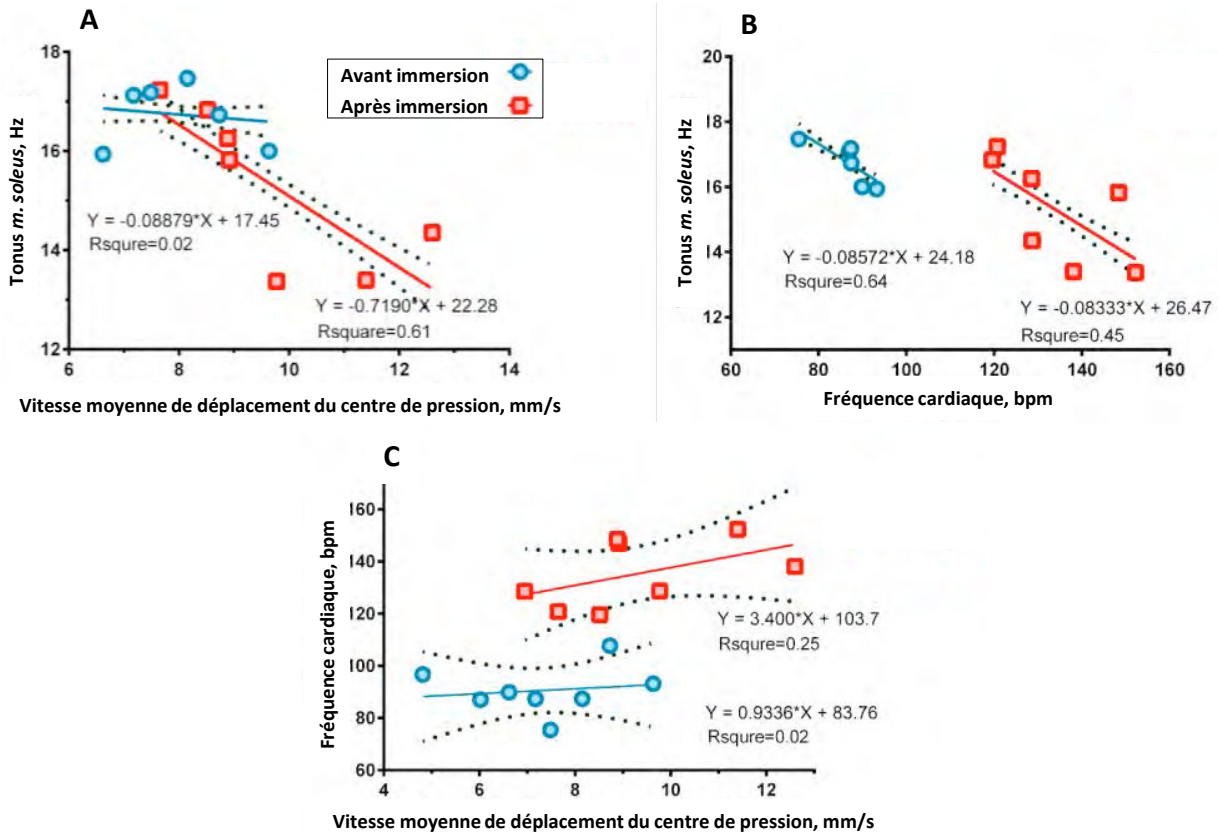 A
Tonus m. soleus, Hz
18
16
14
12
6
8
10
12
14
Avant immersion
Après immersion
Y = -0.08879*X + 17.45
Rsqure=0.02
Y = -0.7190*X + 22.28
Rsquare=0.61
Vitesse moyenne de déplacement du centre de pression, mm/s
B
Tonus m. soleus, Hz
20
18
16
14
12
60
80
100
120
140
160
Y = -0.08572*X + 24.18
Rsqure=0.64
Y = -0.08333*X + 26.47
Rsqure=0.45
Fréquence cardiaque, bpm
C
Fréquence cardiaque, bpm
160
140
120
100
80
60
4
6
8
10
12
Y = 3.400*X + 103.7
Rsqure=0.25
Y = 0.9336*X + 83.76
Rsqure=0.02
Vitesse moyenne de déplacement du centre de pression, mm/s